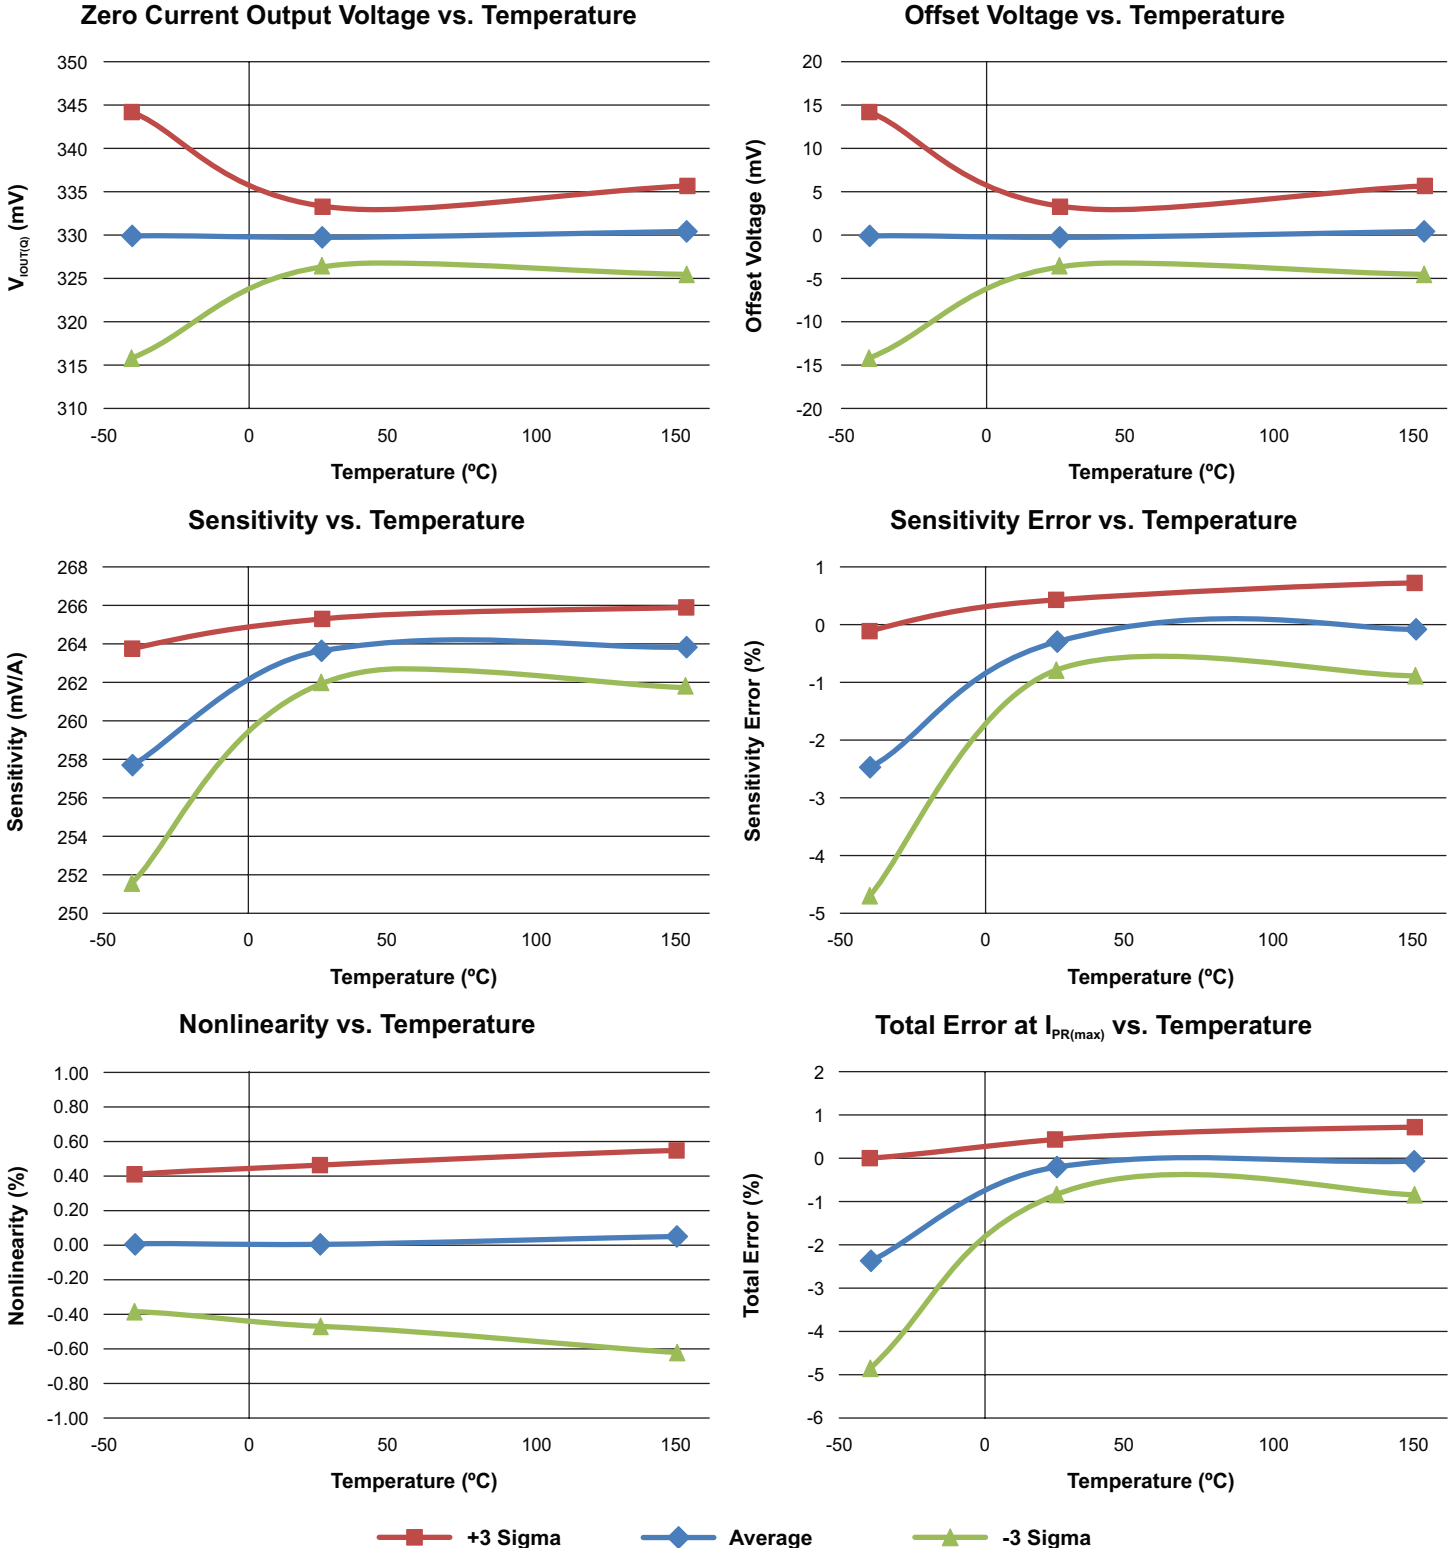 Zero Current Output Voltage vs. Temperature
350
345
340
335
330
325
320
315
310
-50 0 50 100 150
V_IOUT(Q) (mV)
Temperature (ºC)
Offset Voltage vs. Temperature
20
15
10
5
0
-5
-10
-15
-20
-50 0 50 100 150
Offset Voltage (mV)
Temperature (ºC)
Sensitivity vs. Temperature
268
266
264
262
260
258
256
254
252
250
-50 0 50 100 150
Sensitivity (mV/A)
Temperature (ºC)
Sensitivity Error vs. Temperature
1
0
-1
-2
-3
-4
-5
-50 0 50 100 150
Sensitivity Error (%)
Temperature (ºC)
Nonlinearity vs. Temperature
1.00
0.80
0.60
0.40
0.20
0.00
-0.20
-0.40
-0.60
-0.80
-1.00
-50 0 50 100 150
Nonlinearity (%)
Temperature (ºC)
Total Error at I_PR(max) vs. Temperature
2
1
0
-1
-2
-3
-4
-5
-6
-50 0 50 100 150
Total Error (%)
Temperature (ºC)
+3 Sigma Average -3 Sigma